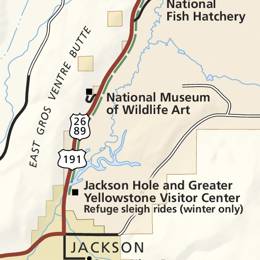 National
Fish Hatchery
EAST GROS VENTRE BUTTE
National Museum
of Wildlife Art
26
89
191
Jackson Hole and Greater
Yellowstone Visitor Center
Refuge sleigh rides (winter only)
JACKSON